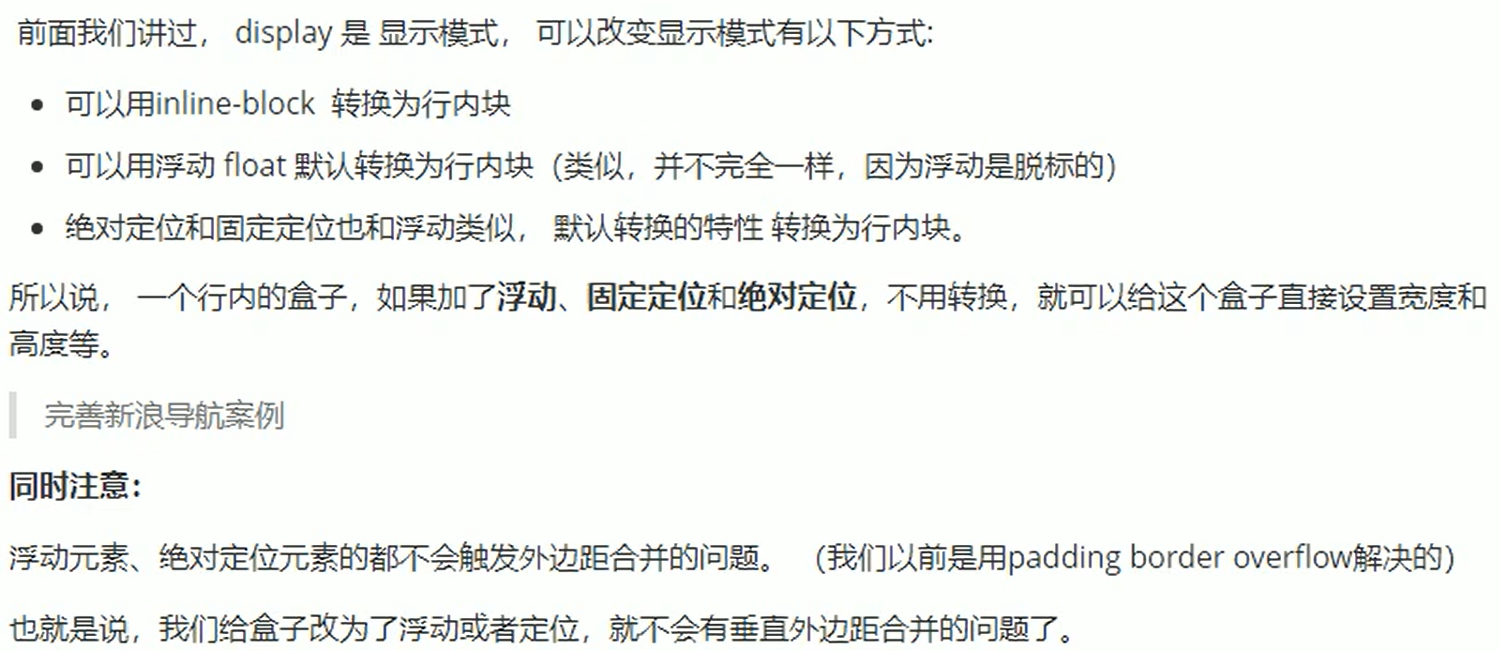 前面我们讲过， display 是 显示模式， 可以改变显示模式有以下方式:
• 可以用inline-block 转换为行内块
• 可以用浮动 float 默认转换为行内块（类似，并不完全一样，因为浮动是脱标的）
• 绝对定位和固定定位也和浮动类似， 默认转换的特性 转换为行内块。
所以说， 一个行内的盒子，如果加了浮动、固定定位和绝对定位，不用转换，就可以给这个盒子直接设置宽度和
高度等。
完善新浪导航案例
同时注意：
浮动元素、绝对定位元素的都不会触发外边距合并的问题。 （我们以前是用padding border overflow解决的）
也就是说，我们给盒子改为了浮动或者定位，就不会有垂直外边距合并的问题了。